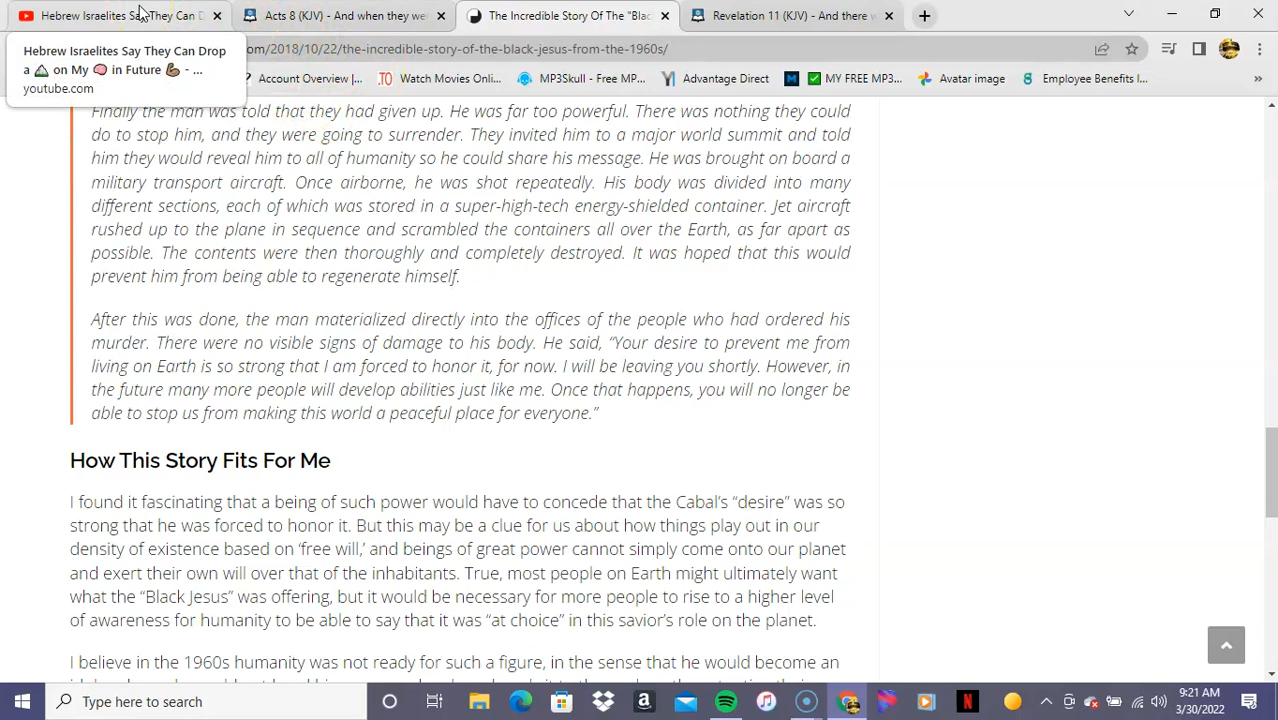 Hebrew Israelites Say They Can D
Acts 8 (KJV) - And when they we
The Incredible Story Of The "Blac
Revelation 11 (KJV) - And there w
Hebrew Israelites Say They Can Drop
a on My in Future - ...
youtube.com
om/2018/10/22/the-incredible-story-of-the-black-jesus-from-the-1960s/
Account Overview |...
.TO Watch Movies Onlin...
MP3Skull - Free MP...
Advantage Direct
MY FREE MP3...
Avatar image
Employee Benefits I...
»
Finally the man was told that they had given up. He was far too powerful. There was nothing they could
do to stop him, and they were going to surrender. They invited him to a major world summit and told
him they would reveal him to all of humanity so he could share his message. He was brought on board a
military transport aircraft. Once airborne, he was shot repeatedly. His body was divided into many
different sections, each of which was stored in a super-high-tech energy-shielded container. Jet aircraft
rushed up to the plane in sequence and scrambled the containers all over the Earth, as far apart as
possible. The contents were then thoroughly and completely destroyed. It was hoped that this would
prevent him from being able to regenerate himself.
After this was done, the man materialized directly into the offices of the people who had ordered his
murder. There were no visible signs of damage to his body. He said, “Your desire to prevent me from
living on Earth is so strong that I am forced to honor it, for now. I will be leaving you shortly. However, in
the future many more people will develop abilities just like me. Once that happens, you will no longer be
able to stop us from making this world a peaceful place for everyone.”
How This Story Fits For Me
I found it fascinating that a being of such power would have to concede that the Cabal’s “desire” was so
strong that he was forced to honor it. But this may be a clue for us about how things play out in our
density of existence based on ‘free will,’ and beings of great power cannot simply come onto our planet
and exert their own will over that of the inhabitants. True, most people on Earth might ultimately want
what the “Black Jesus” was offering, but it would be necessary for more people to rise to a higher level
of awareness for humanity to be able to say that it was “at choice” in this savior’s role on the planet.
I believe in the 1960s humanity was not ready for such a figure, in the sense that he would become an
Type here to search
9:21 AM
3/30/2022